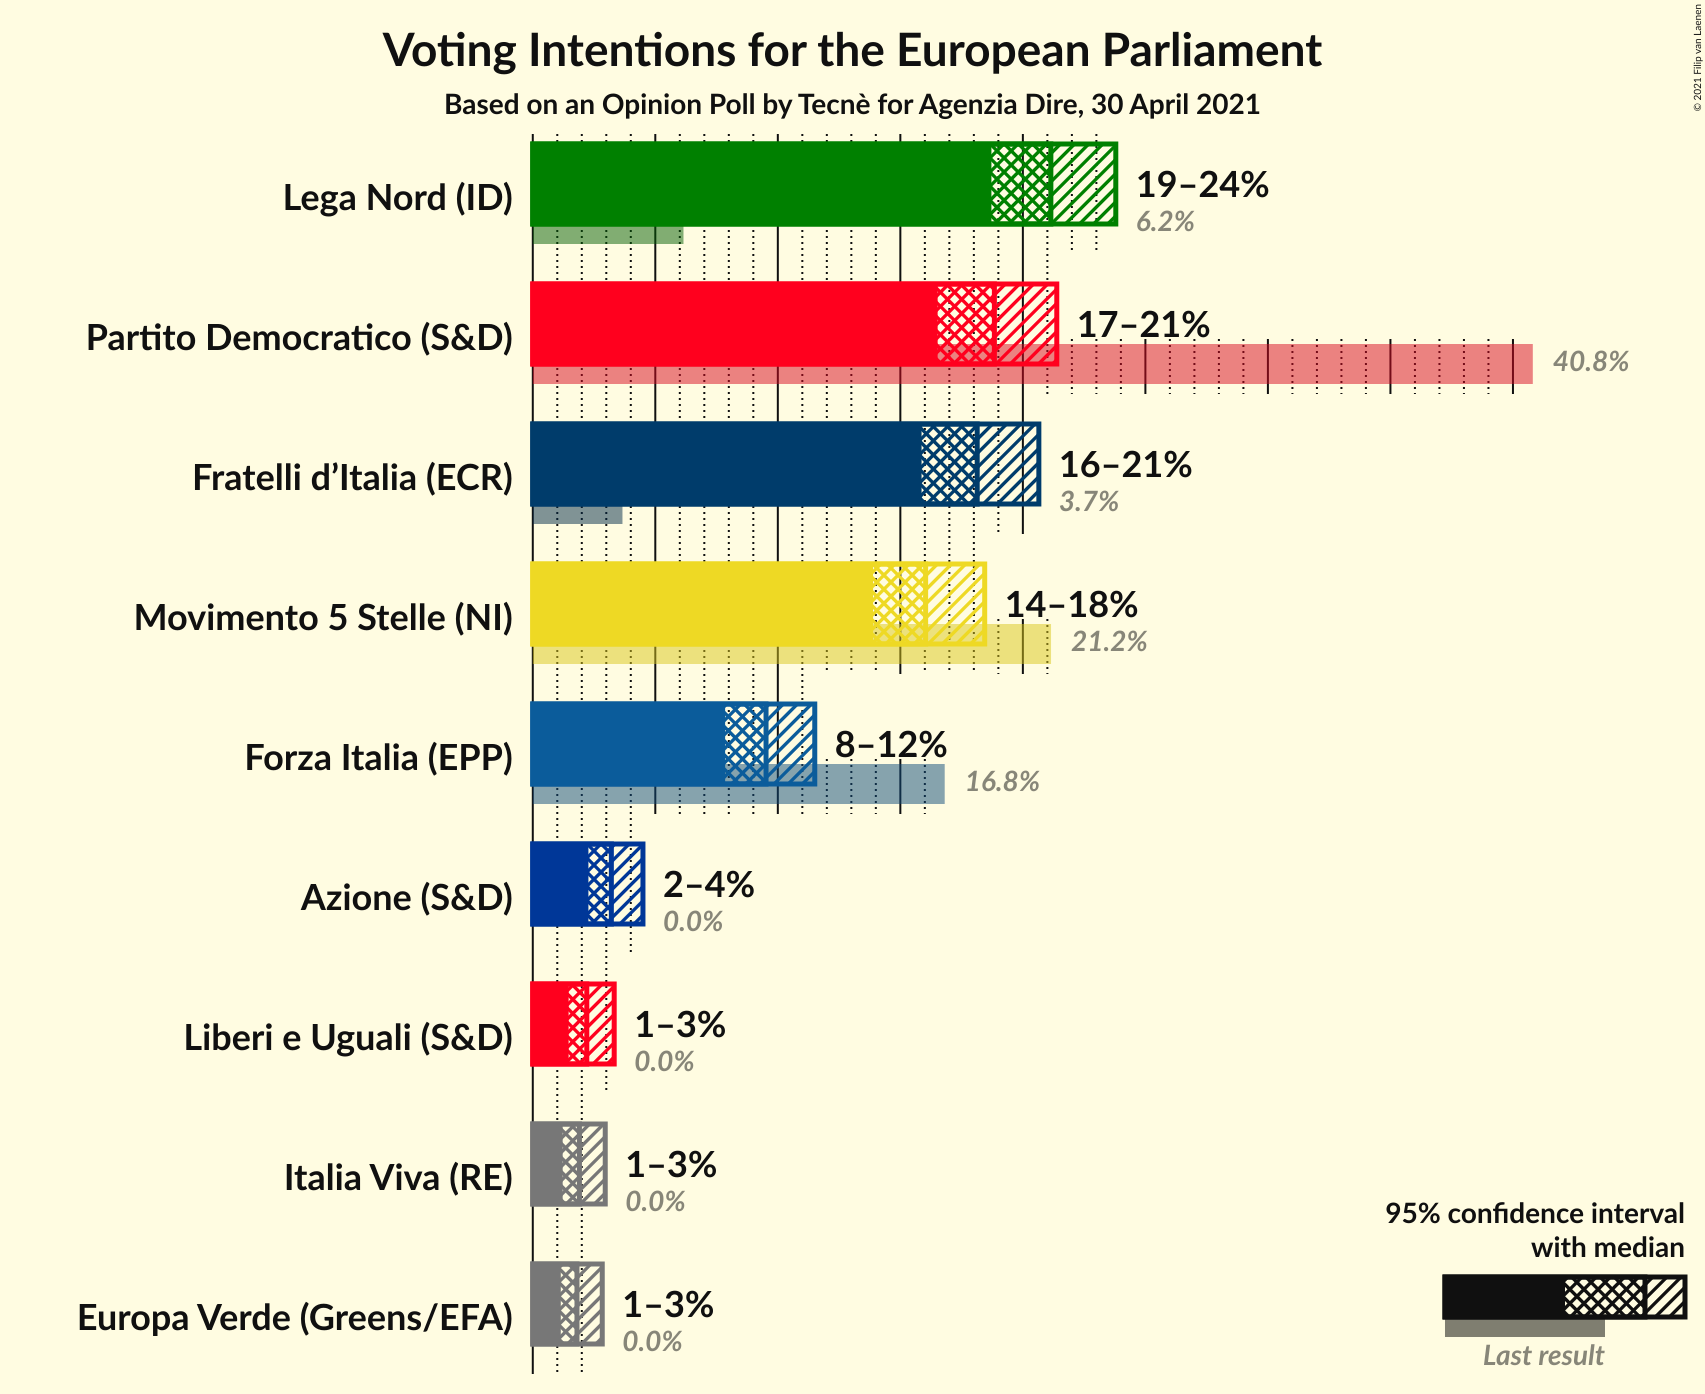 Voting Intentions for the European Parliament
Based on an Opinion Poll by Tecnè for Agenzia Dire, 30 April 2021
© 2021 Filip van Laenen
Lega Nord (ID)
19–24%
6.2%
Partito Democratico (S&D)
17–21%
40.8%
Fratelli d’Italia (ECR)
16–21%
3.7%
Movimento 5 Stelle (NI)
14–18%
21.2%
Forza Italia (EPP)
8–12%
16.8%
Azione (S&D)
2–4%
0.0%
Liberi e Uguali (S&D)
1–3%
0.0%
Italia Viva (RE)
1–3%
0.0%
Europa Verde (Greens/EFA)
1–3%
0.0%
95% confidence interval
with median
Last result